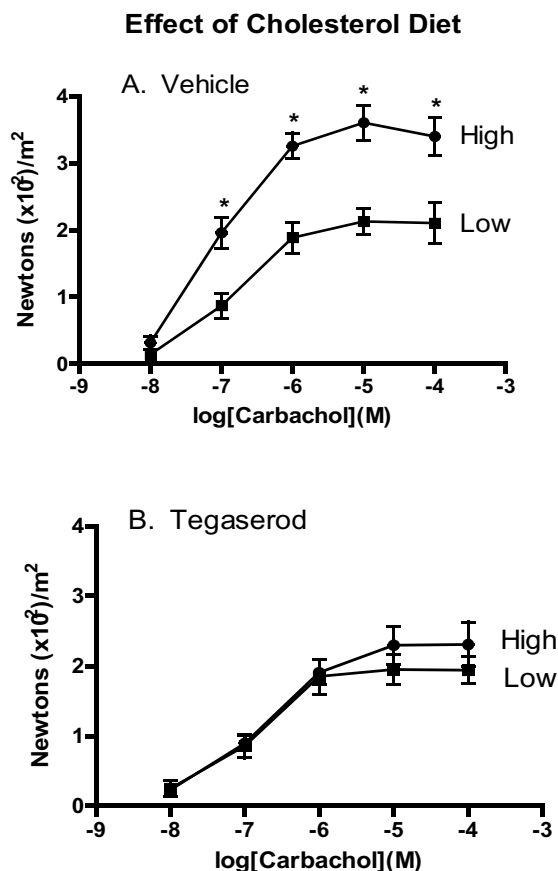 Effect of Cholesterol Diet
A. Vehicle
4
3
2
1
0
Newtons (x10²)/m²
* * * * *
High
Low
-9 -8 -7 -6 -5 -4 -3
log[Carbachol](M)
B. Tegaserod
4
3
2
1
0
Newtons (x10²)/m²
High
Low
-9 -8 -7 -6 -5 -4 -3
log[Carbachol](M)